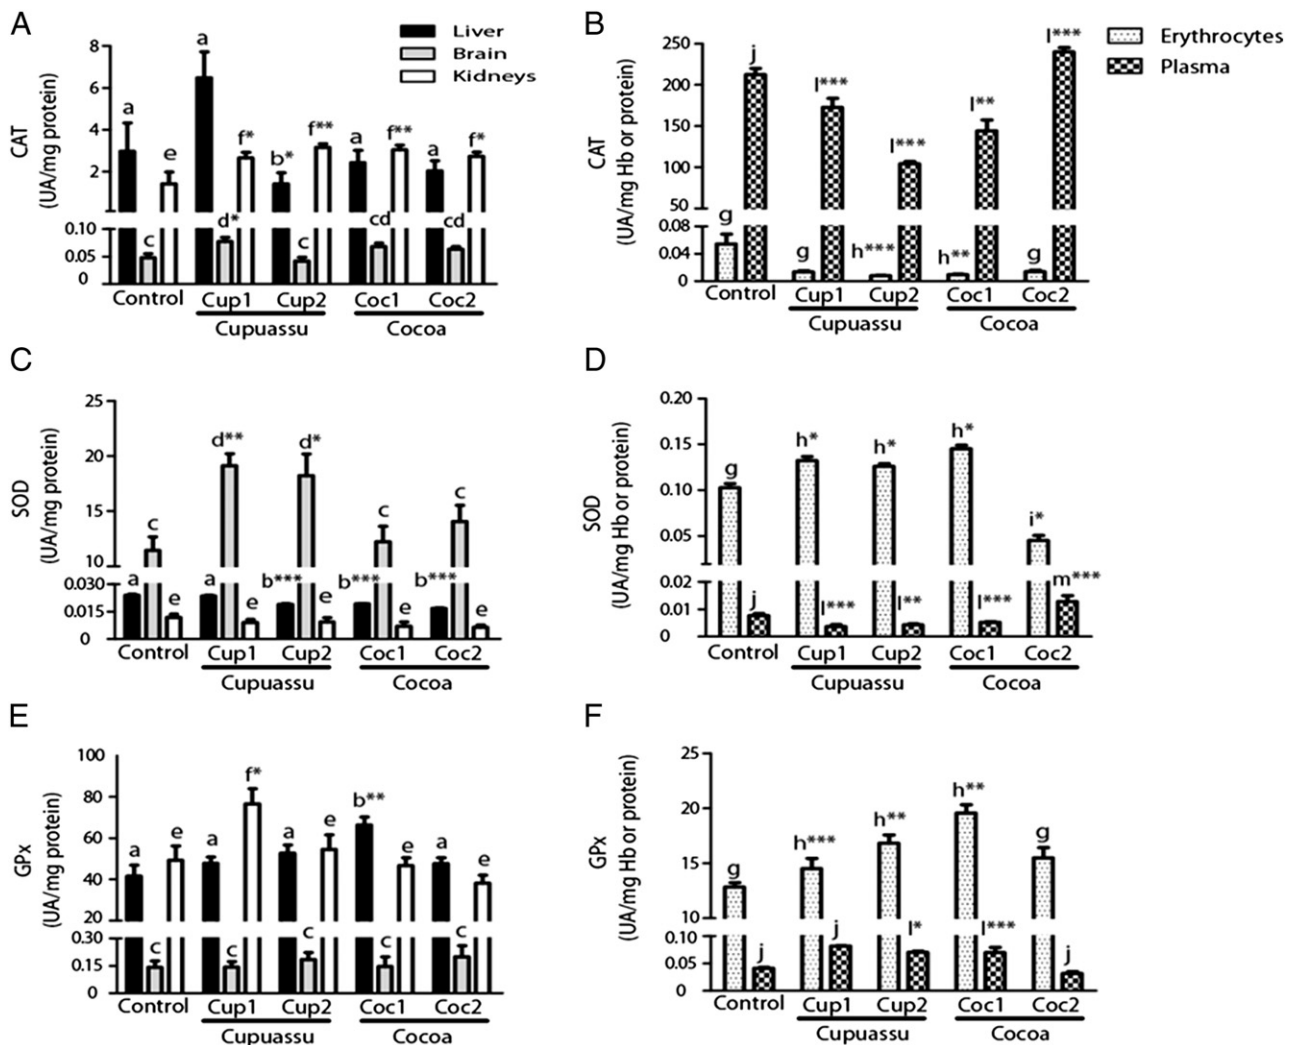 A
CAT
(UA/mg protein)
8
6
4
2
0.10
0.05
0
Liver
Brain
Kidneys
a
c
e
a
d*
f*
b*
c
f**
a
cd
f**
a
cd
f*
Control
Cup1
Cup2
Coc1
Coc2
Cupuassu
Cocoa
B
CAT
(UA/mg Hb or protein)
250
200
150
100
50
0.08
0.04
0
Erythrocytes
Plasma
g
j
g
l***
h***
l***
h**
l**
g
l***
Control
Cup1
Cup2
Coc1
Coc2
Cupuassu
Cocoa
C
SOD
(UA/mg protein)
25
20
15
10
0.030
0.015
0
a
c
e
a
d**
e
b***
d*
e
b***
c
e
b***
c
e
Control
Cup1
Cup2
Coc1
Coc2
Cupuassu
Cocoa
D
SOD
(UA/mg Hb or protein)
0.20
0.15
0.10
0.05
0.02
0.01
0
g
j
h*
l***
h*
l**
h*
l***
i*
m***
Control
Cup1
Cup2
Coc1
Coc2
Cupuassu
Cocoa
E
GPx
(UA/mg protein)
100
80
60
40
20
0.30
0.15
0
a
c
e
a
c
f*
a
c
e
b**
c
e
a
c
e
Control
Cup1
Cup2
Coc1
Coc2
Cupuassu
Cocoa
F
GPx
(UA/mg Hb or protein)
25
20
15
10
0.10
0.05
0
g
j
h***
j
h**
l*
h**
l***
g
j
Control
Cup1
Cup2
Coc1
Coc2
Cupuassu
Cocoa